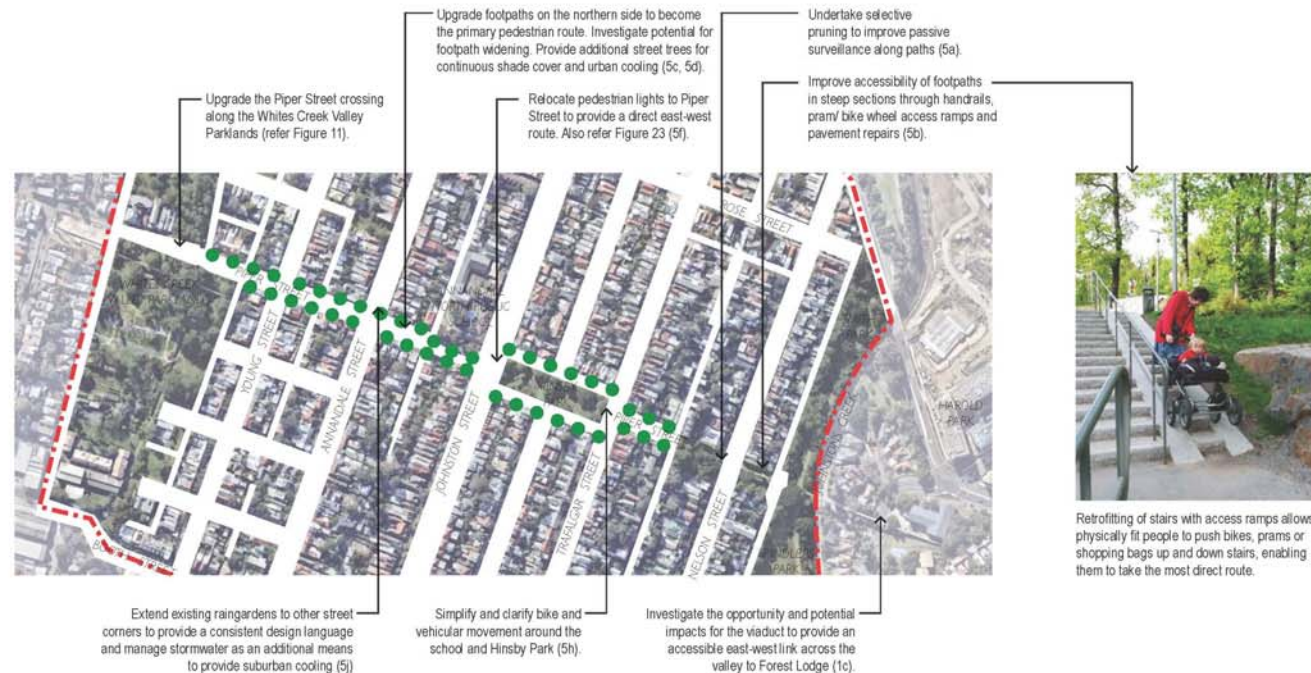 Upgrade footpaths on the northern side to become
the primary pedestrian route. Investigate potential for
footpath widening. Provide additional street trees for
continuous shade cover and urban cooling (5c, 5d).
Undertake selective
pruning to improve passive
surveillance along paths (5a).
Upgrade the Piper Street crossing
along the Whites Creek Valley
Parklands (refer Figure 11).
Relocate pedestrian lights to Piper
Street to provide a direct east-west
route. Also refer Figure 23 (5f).
Improve accessibility of footpaths
in steep sections through handrails,
pram/ bike wheel access ramps and
pavement repairs (5b).
ROSE STREET
PIPER STREET
YOUNG STREET
ANNANDALE STREET
JOHNSTON STREET
TRAFALGAR STREET
PIPER STREET
NELSON STREET
HAROLD
PARK
PARK
Retrofitting of stairs with access ramps allows
physically fit people to push bikes, prams or
shopping bags up and down stairs, enabling
them to take the most direct route.
Extend existing raingardens to other street
corners to provide a consistent design language
and manage stormwater as an additional means
to provide suburban cooling (5j)
Simplify and clarify bike and
vehicular movement around the
school and Hinsby Park (5h).
Investigate the opportunity and potential
impacts for the viaduct to provide an
accessible east-west link across the
valley to Forest Lodge (1c).